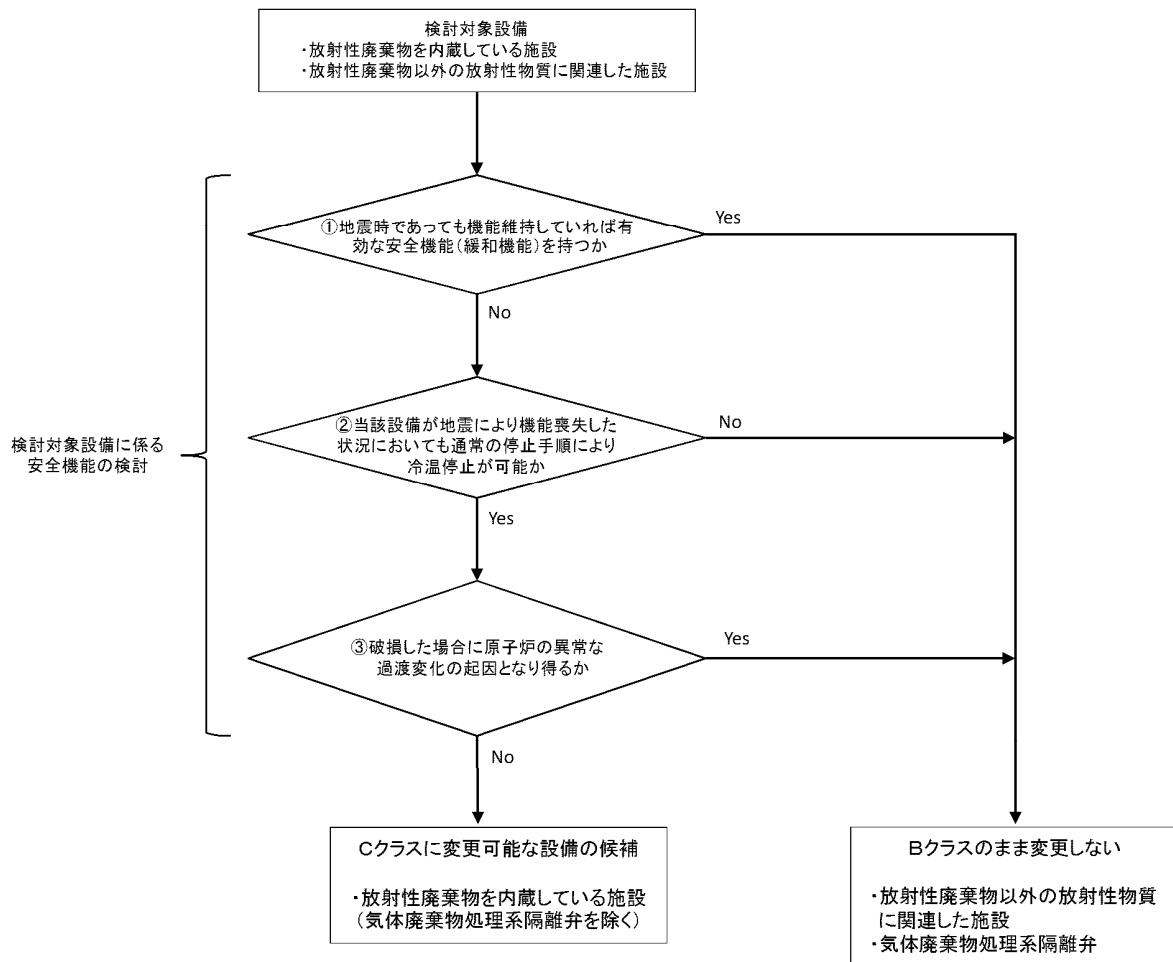 検討対象設備
・放射性廃棄物を内蔵している施設
・放射性廃棄物以外の放射性物質に関連した施設
①地震時であっても機能維持していれば有
効な安全機能(緩和機能)を持つか
Yes
No
検討対象設備に係る
安全機能の検討
②当該設備が地震により機能喪失した
状況においても通常の停止手順により
冷温停止が可能か
No
Yes
③破損した場合に原子炉の異常な
過渡変化の起因となり得るか
Yes
No
Cクラスに変更可能な設備の候補
・放射性廃棄物を内蔵している施設
(気体廃棄物処理系隔離弁を除く)
Bクラスのまま変更しない
・放射性廃棄物以外の放射性物質
に関連した施設
・気体廃棄物処理系隔離弁